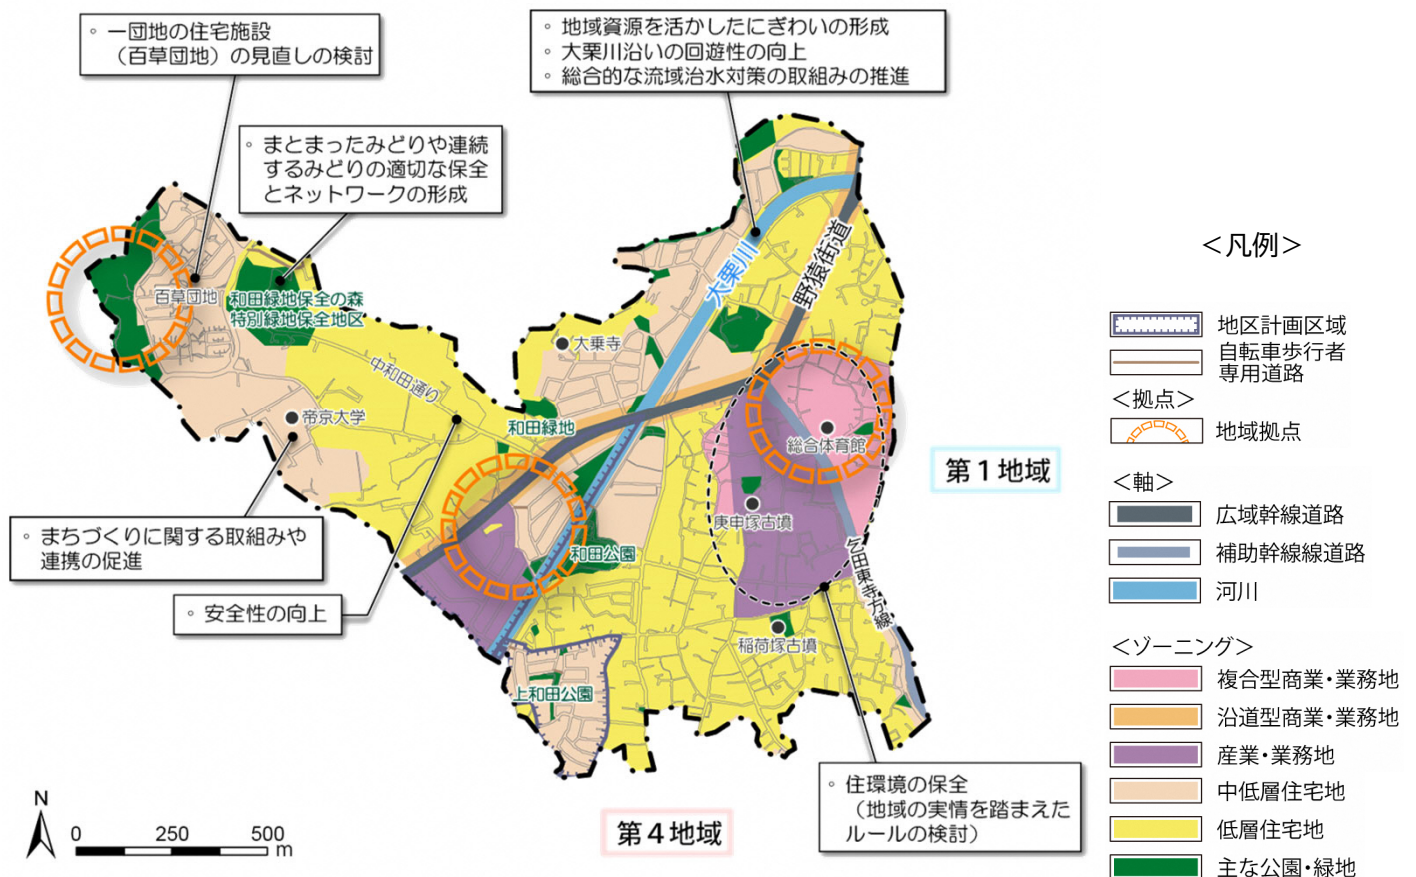 ◦ 一団地の住宅施設
（百草団地）の見直しの検討
◦ 地域資源を活かしたにぎわいの形成
◦ 大栗川沿いの回遊性の向上
◦ 総合的な流域治水対策の取組みの推進
◦ まとまったみどりや連続
するみどりの適切な保全
とネットワークの形成
大栗川
野猿街道
百草団地
和田緑地保全の森
特別緑地保全地区
大乗寺
中和田通り
帝京大学
和田緑地
総合体育館
第１地域
庚申塚古墳
和田公園
乞田東寺方線
◦ まちづくりに関する取組みや
連携の促進
◦ 安全性の向上
稲荷塚古墳
上和田公園
◦ 住環境の保全
（地域の実情を踏まえた
ルールの検討）
第４地域
N
0 250 500
m
＜凡例＞
地区計画区域
自転車歩行者
専用道路
＜拠点＞
地域拠点
＜軸＞
広域幹線道路
補助幹線線道路
河川
＜ゾーニング＞
複合型商業・業務地
沿道型商業・業務地
産業・業務地
中低層住宅地
低層住宅地
主な公園・緑地